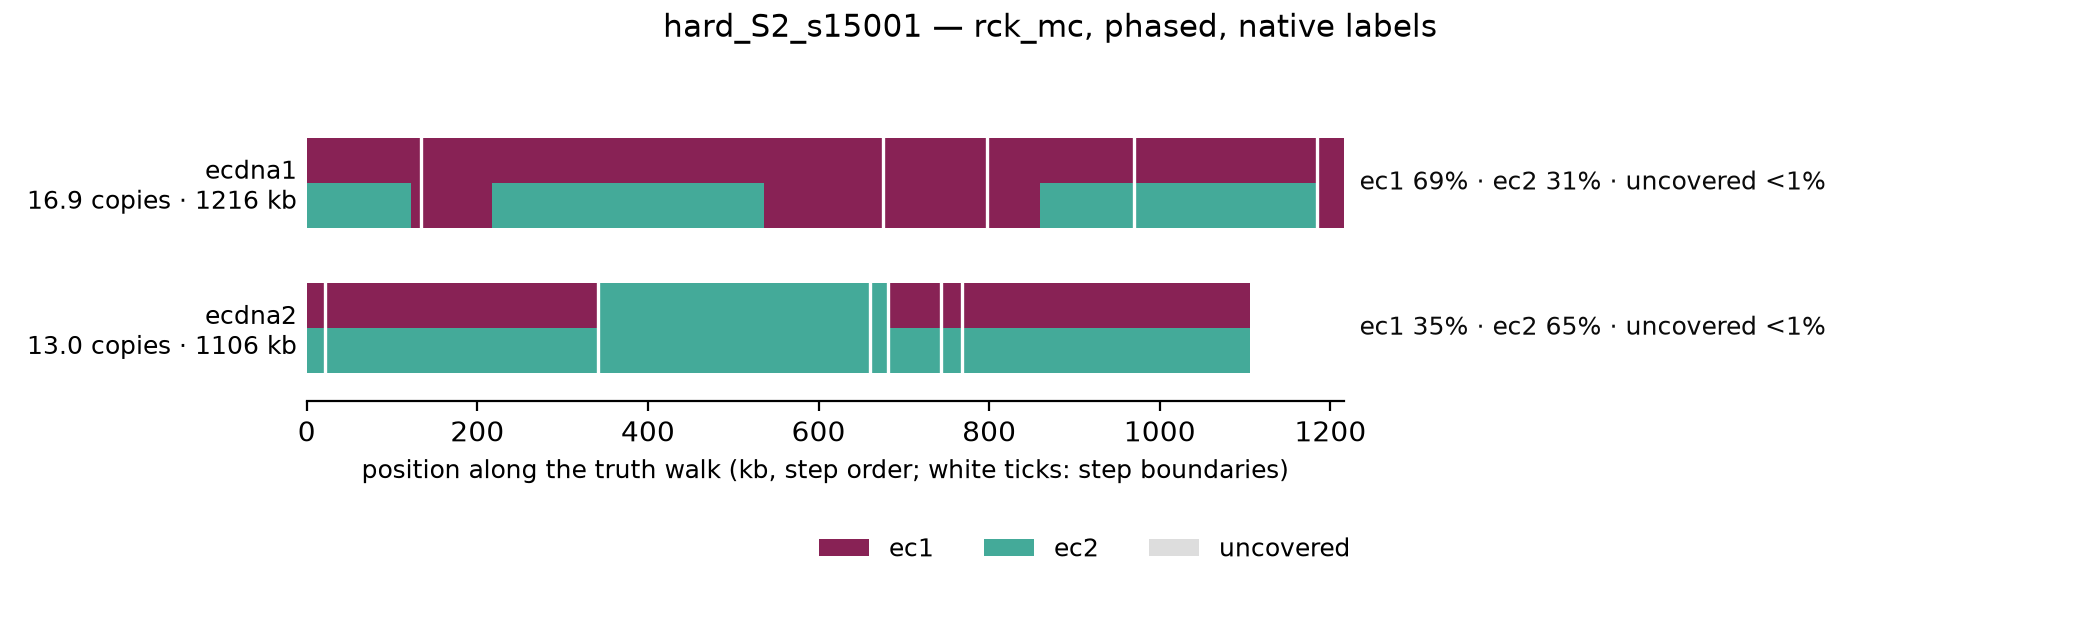 hard_S2_s15001 — rck_mc, phased, native labels
ecdna1
16.9 copies · 1216 kb
ec1 69% · ec2 31% · uncovered <1%
ecdna2
13.0 copies · 1106 kb
ec1 35% · ec2 65% · uncovered <1%
0 200 400 600 800 1000 1200
position along the truth walk (kb, step order; white ticks: step boundaries)
ec1 ec2 uncovered